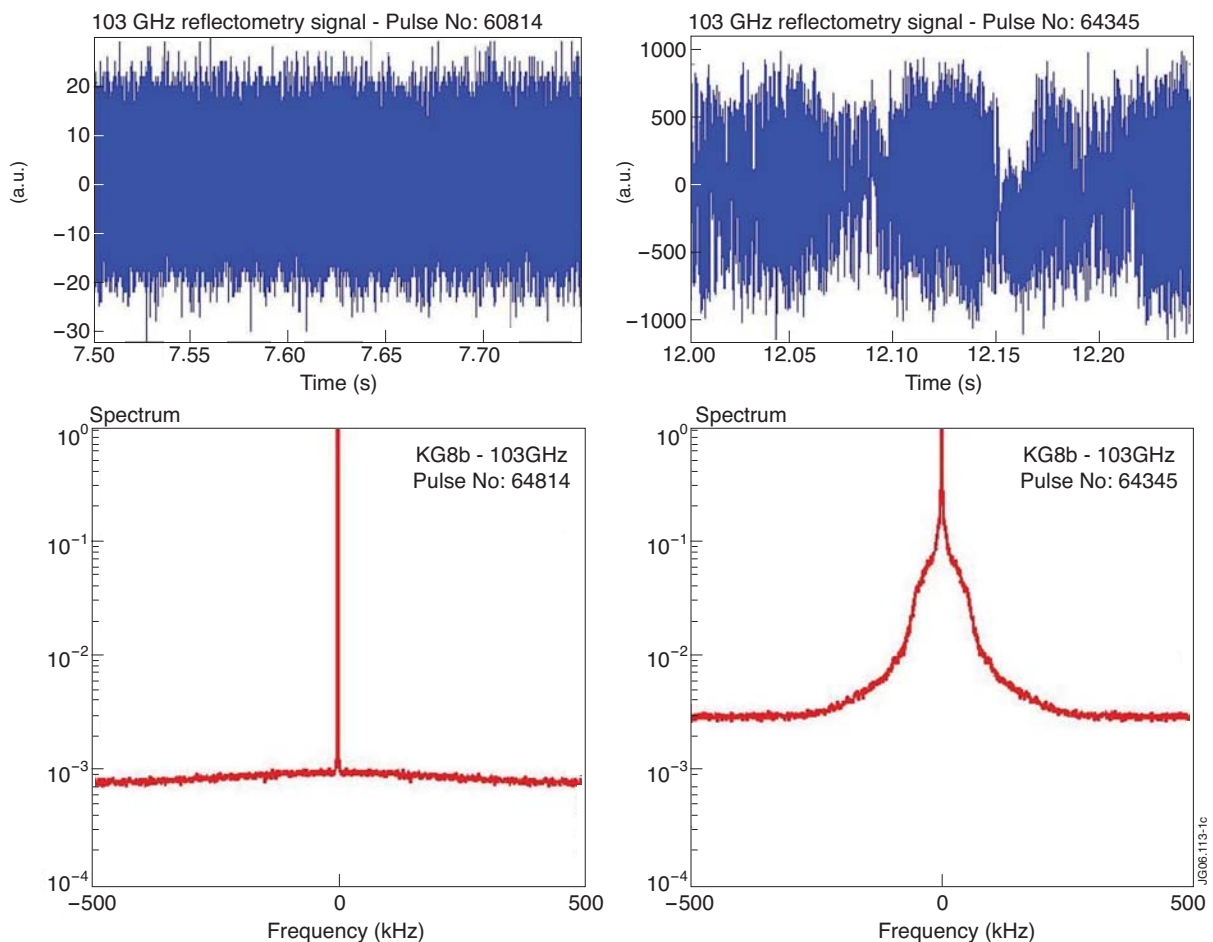 103 GHz reflectometry signal - Pulse No: 60814
20
10
0
−10
−20
−30
(a.u.)
7.50 7.55 7.60 7.65 7.70
Time (s)
103 GHz reflectometry signal - Pulse No: 64345
1000
500
0
−500
−1000
(a.u.)
12.00 12.05 12.10 12.15 12.20
Time (s)
Spectrum
KG8b - 103GHz
Pulse No: 64814
10⁰
10⁻¹
10⁻²
10⁻³
10⁻⁴
−500 0 500
Frequency (kHz)
Spectrum
KG8b - 103GHz
Pulse No: 64345
10⁰
10⁻¹
10⁻²
10⁻³
10⁻⁴
−500 0 500
Frequency (kHz)
JG06.113-1c